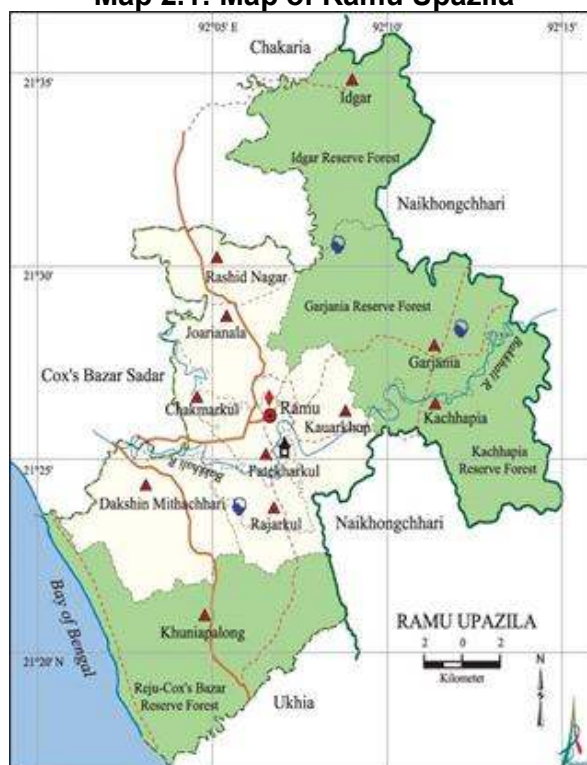 Map 2.1: Map of Ramu Upazila
92°05' E
92°10'
92°15'
Chakaria
21°35'
Idgar
Idgar Reserve Forest
Naikhongchhari
21°30'
Rashid Nagar
Garjania Reserve Forest
Joarianala
Garjania
Bakkhali R.
Cox's Bazar Sadar
Chakmarkul
Ramu
Kauarkhop
Kachhapia
Kachhapia
Reserve Forest
21°25'
Bakkhali R.
Patekharkul
Dakshin Mithachhari
Rajarkul
Naikhongchhari
Bay of Bengal
Khuniapalong
RAMU UPAZILA
2 0 2
Kilometer
N
21°20' N
Reju-Cox's Bazar
Reserve Forest
Ukhia